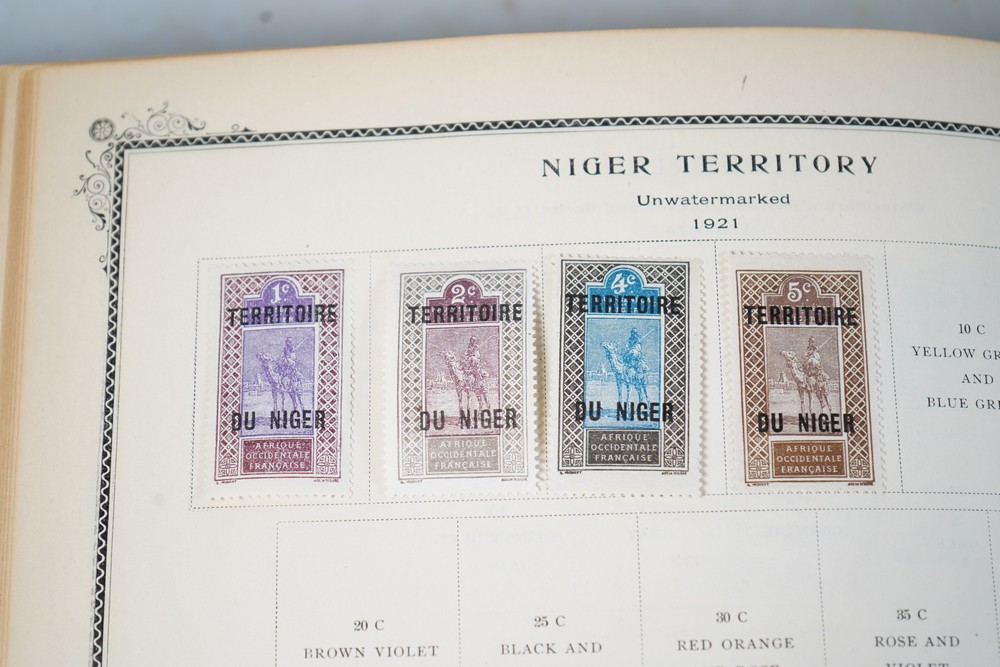 NIGER TERRITORY
Unwatermarked
1921
1c
TERRITOIRE
DU NIGER
AFRIQUE
OCCIDENTALE
FRANÇAISE
2c
TERRITOIRE
DU NIGER
AFRIQUE
OCCIDENTALE
FRANÇAISE
4c
TERRITOIRE
DU NIGER
AFRIQUE
OCCIDENTALE
FRANÇAISE
5c
TERRITOIRE
DU NIGER
AFRIQUE
OCCIDENTALE
FRANÇAISE
10 C
YELLOW GR
AND
BLUE GRE
20 C
BROWN VIOLET
25 C
BLACK AND
30 C
RED ORANGE
35 C
ROSE AND
VIOLET